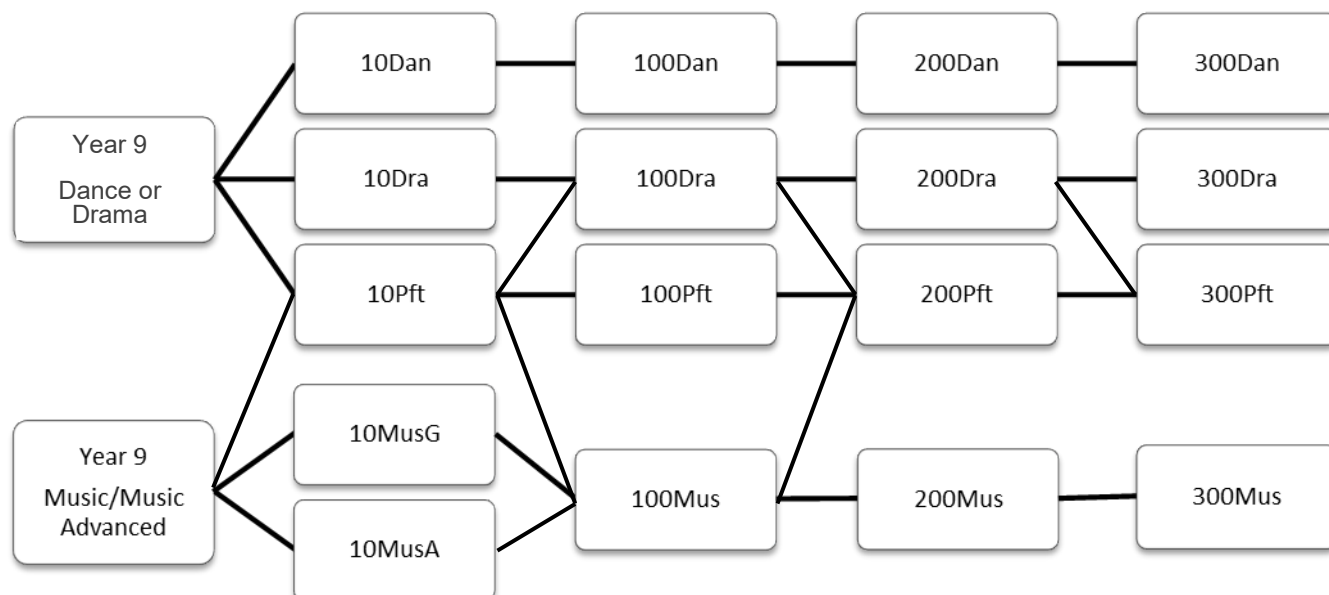 10Dan
100Dan
200Dan
300Dan
Year 9
Dance or
Drama
10Dra
100Dra
200Dra
300Dra
10Pft
100Pft
200Pft
300Pft
Year 9
Music/Music
Advanced
10MusG
100Mus
200Mus
300Mus
10MusA